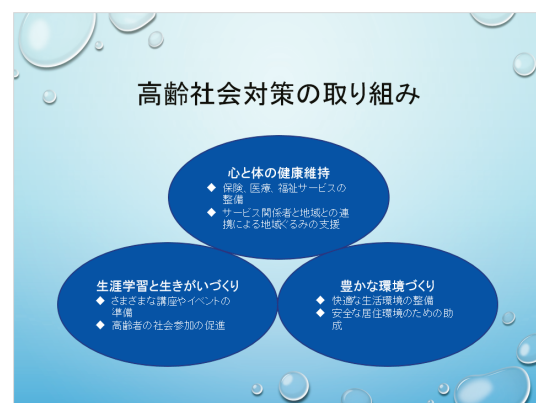 高齢社会対策の取り組み
心と体の健康維持
◆ 保険、医療、福祉サービスの
整備
◆ サービス関係者と地域との連
携による地域ぐるみの支援
生涯学習と生きがいづくり
◆ さまざまな講座やイベントの
準備
◆ 高齢者の社会参加の促進
豊かな環境づくり
◆ 快適な生活環境の整備
◆ 安全な居住環境のための助
成